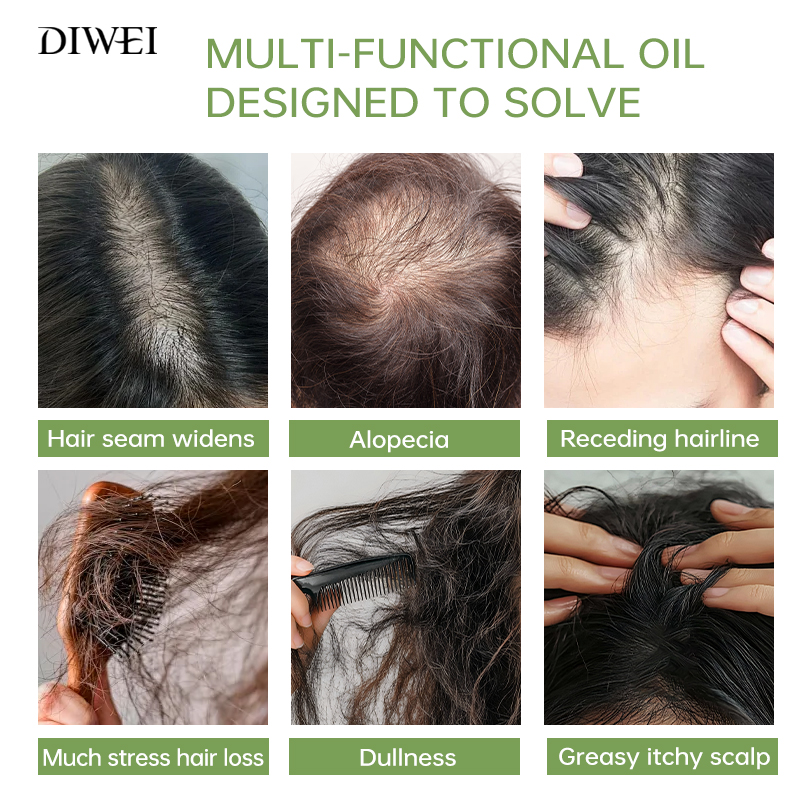 DIWEI
MULTI-FUNCTIONAL OIL
DESIGNED TO SOLVE
Hair seam widens
Alopecia
Receding hairline
Much stress hair loss
Dullness
Greasy itchy scalp